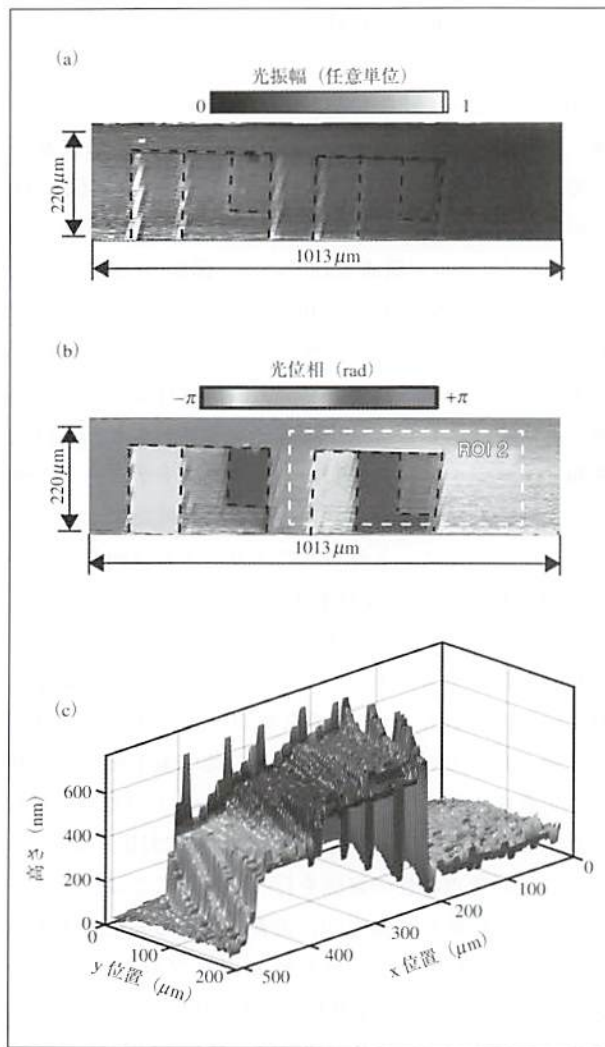 (a)
光振幅（任意単位）
0 1
220 μm
1013 μm
(b)
光位相（rad）
−π +π
ROI 2
220 μm
1013 μm
(c)
600
400
200
0
高さ（nm）
0
100
200
y 位置（μm）
500
400
300
200
100
0
x 位置（μm）